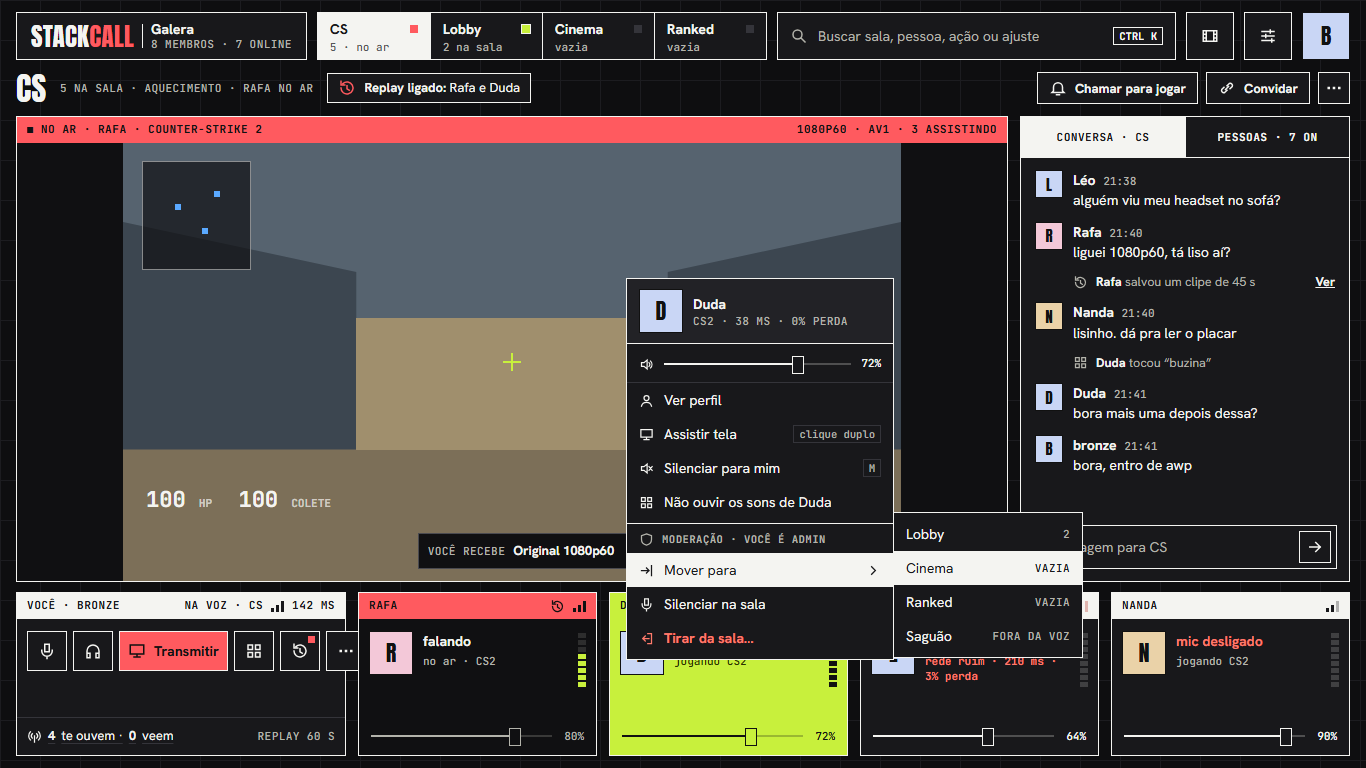 STACKCALL
Galera
8 MEMBROS · 7 ONLINE
CS
5 · no ar
Lobby
2 na sala
Cinema
vazia
Ranked
vazia
Buscar sala, pessoa, ação ou ajuste
CTRL K
B
CS
5 NA SALA · AQUECIMENTO · RAFA NO AR
Replay ligado: Rafa e Duda
Chamar para jogar
Convidar
NO AR · RAFA · COUNTER-STRIKE 2
1080P60 · AV1 · 3 ASSISTINDO
100 HP 100 COLETE
VOCÊ RECEBE Original 1080p60
D
Duda
CS2 · 38 MS · 0% PERDA
72%
Ver perfil
Assistir tela
clique duplo
Silenciar para mim
M
Não ouvir os sons de Duda
MODERAÇÃO · VOCÊ É ADMIN
Mover para
Silenciar na sala
Tirar da sala...
Lobby
2
Cinema
VAZIA
Ranked
VAZIA
Saguão
FORA DA VOZ
CONVERSA · CS
PESSOAS · 7 ON
L
Léo 21:38
alguém viu meu headset no sofá?
R
Rafa 21:40
liguei 1080p60, tá liso aí?
Rafa salvou um clipe de 45 s
Ver
N
Nanda 21:40
lisinho. dá pra ler o placar
Duda tocou “buzina”
D
Duda 21:41
bora mais uma depois dessa?
B
bronze 21:41
bora, entro de awp
para CS
VOCÊ · BRONZE
NA VOZ · CS
142 MS
Transmitir
4 te ouvem · 0 veem
REPLAY 60 S
RAFA
R
falando
no ar · CS2
80%
D
jogando CS2
72%
rede ruim · 210 ms ·
3% perda
64%
NANDA
N
mic desligado
jogando CS2
90%